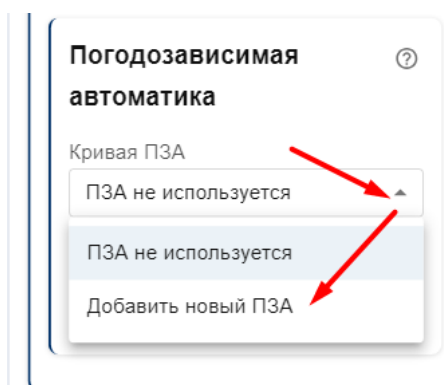 Погодозависимая
автоматика
Кривая ПЗА
ПЗА не используется
ПЗА не используется
Добавить новый ПЗА